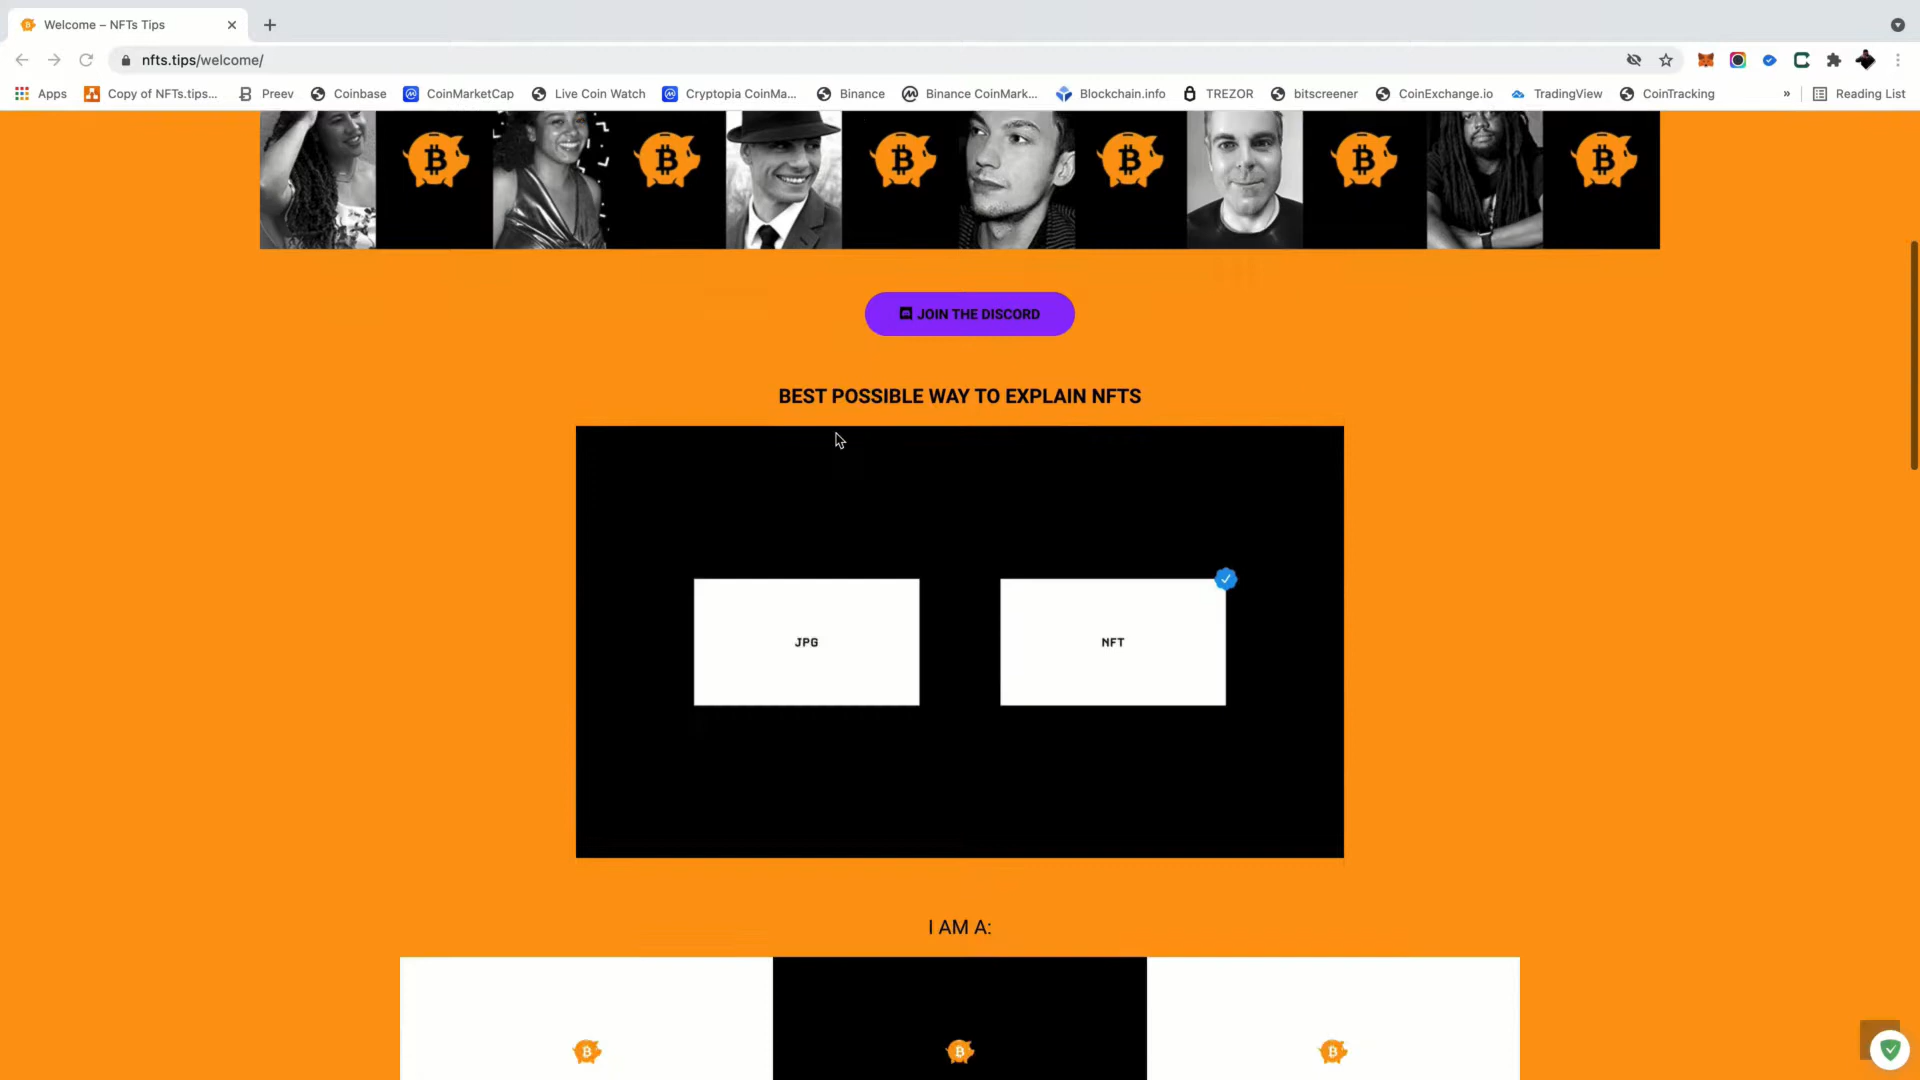 Welcome – NFTs Tips
nfts.tips/welcome/
Apps Copy of NFTs.tips... Preev Coinbase CoinMarketCap Live Coin Watch Cryptopia CoinMa... Binance Binance CoinMark... Blockchain.info TREZOR bitscreener CoinExchange.io TradingView CoinTracking » Reading List
JOIN THE DISCORD
BEST POSSIBLE WAY TO EXPLAIN NFTS
JPG NFT
I AM A: